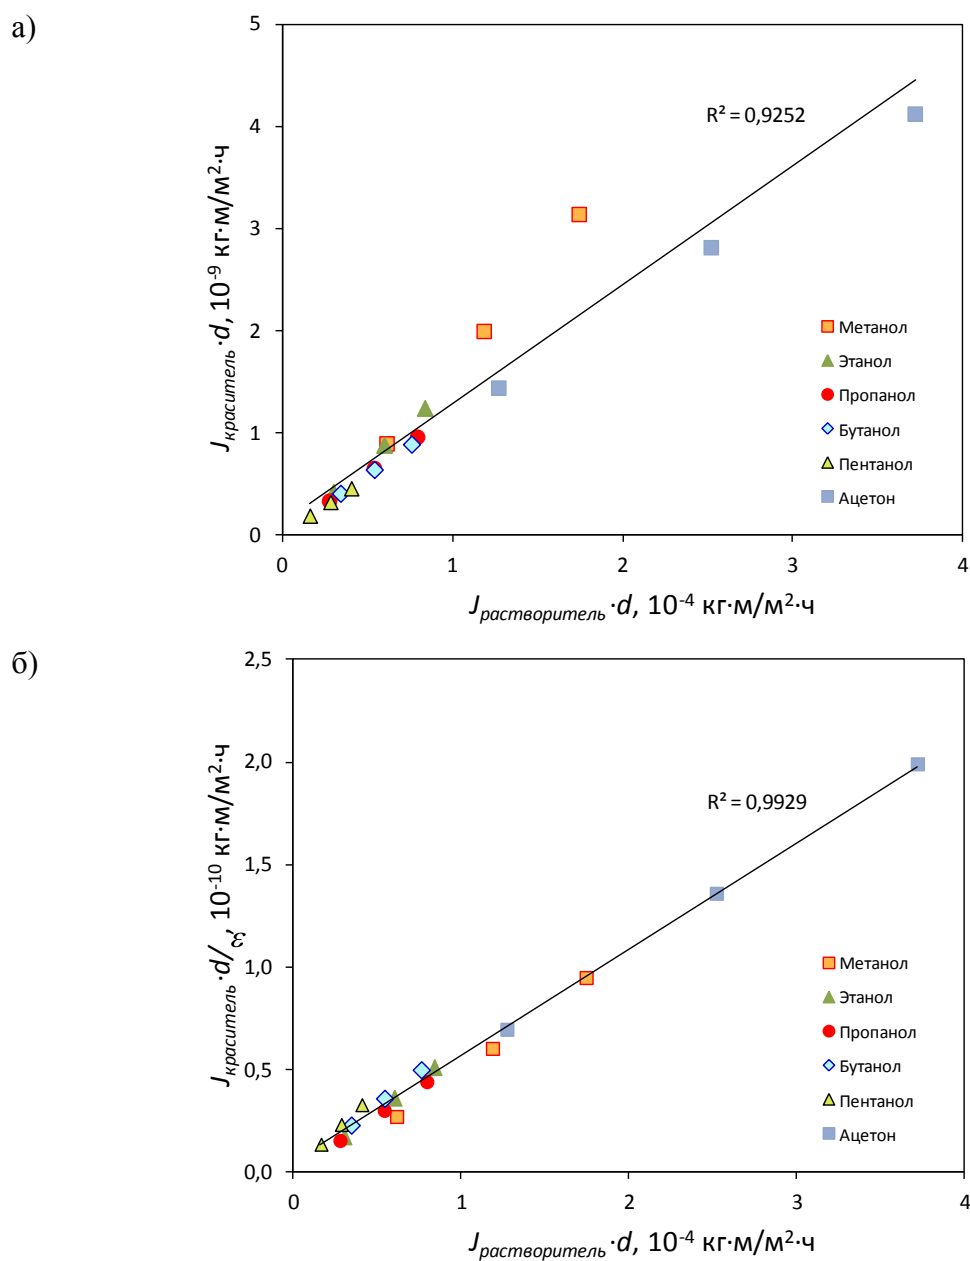 а)
5
4
3
2
1
0
0
1
2
3
4
Jкраситель·d, 10⁻⁹ кг·м/м²·ч
R² = 0,9252
Метанол
Этанол
Пропанол
Бутанол
Пентанол
Ацетон
Jрастворитель·d, 10⁻⁴ кг·м/м²·ч
б)
2,5
2,0
1,5
1,0
0,5
0,0
0
1
2
3
4
Jкраситель·d/ε, 10⁻¹⁰ кг·м/м²·ч
R² = 0,9929
Метанол
Этанол
Пропанол
Бутанол
Пентанол
Ацетон
Jрастворитель·d, 10⁻⁴ кг·м/м²·ч